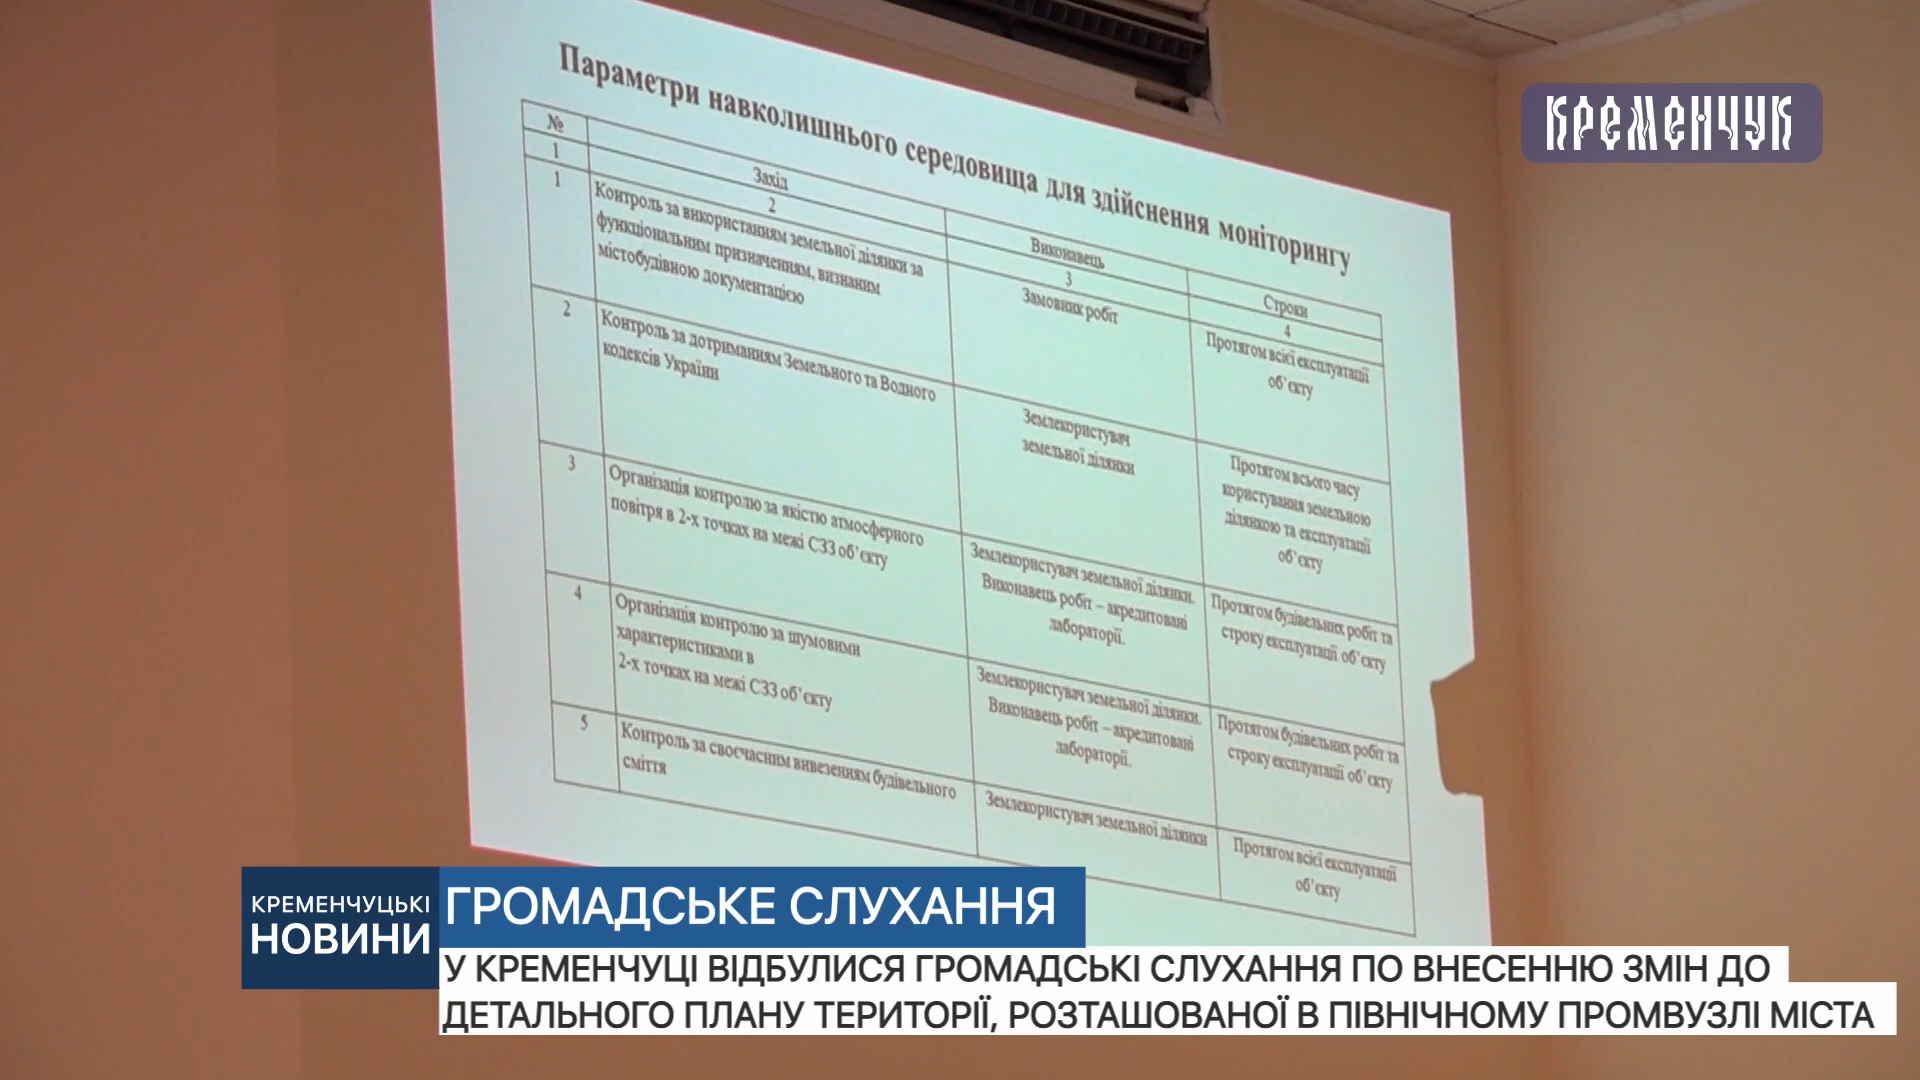 КРЕМЕНЧУК
Параметри навколишнього середовища для здійснення моніторингу
№
Захід
Виконавець
Строки
1
2
3
4
1
Контроль за використанням земельної ділянки за
функціональним призначенням, визнаним
містобудівною документацією
Замовник робіт
Протягом всієї експлуатації
об'єкту
2
Контроль за дотриманням Земельного та Водного
кодексів України
Землекористувач
земельної ділянки
Протягом всього часу
користування земельною
ділянкою та експлуатації
об'єкту
3
Організація контролю за якістю атмосферного
повітря в 2-х точках на межі СЗЗ об'єкту
Землекористувач земельної ділянки.
Виконавець робіт – акредитовані
лабораторії.
Протягом будівельних робіт та
строку експлуатації об'єкту
4
Організація контролю за шумовими
характеристиками в
2-х точках на межі СЗЗ об'єкту
Землекористувач земельної ділянки.
Виконавець робіт – акредитовані
лабораторії.
Протягом будівельних робіт та
строку експлуатації об'єкту
5
Контроль за своєчасним вивезенням будівельного
сміття
Землекористувач земельної ділянки
Протягом всієї експлуатації
об'єкту
КРЕМЕНЧУЦЬКІ
НОВИНИ
ГРОМАДСЬКЕ СЛУХАННЯ
У КРЕМЕНЧУЦІ ВІДБУЛИСЯ ГРОМАДСЬКІ СЛУХАННЯ ПО ВНЕСЕННЮ ЗМІН ДО
ДЕТАЛЬНОГО ПЛАНУ ТЕРИТОРІЇ, РОЗТАШОВАНОЇ В ПІВНІЧНОМУ ПРОМВУЗЛІ МІСТА